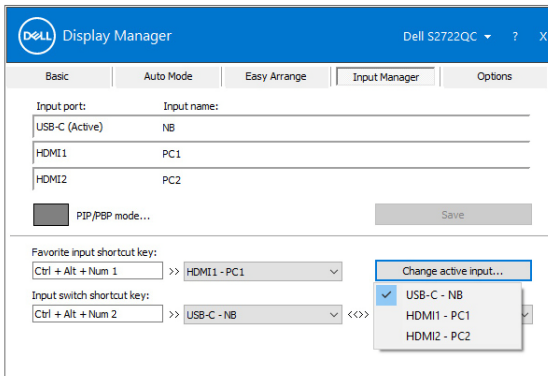 DELL Display Manager Dell S2722QC ? X
Basic Auto Mode Easy Arrange Input Manager Options
Input port: Input name:
USB-C (Active) NB
HDMI1 PC1
HDMI2 PC2
PIP/PBP mode... Save
Favorite input shortcut key:
Ctrl + Alt + Num 1 >> HDMI1 - PC1 Change active input...
Input switch shortcut key:
Ctrl + Alt + Num 2 >> USB-C - NB <<>>
USB-C - NB
HDMI1 - PC1
HDMI2 - PC2